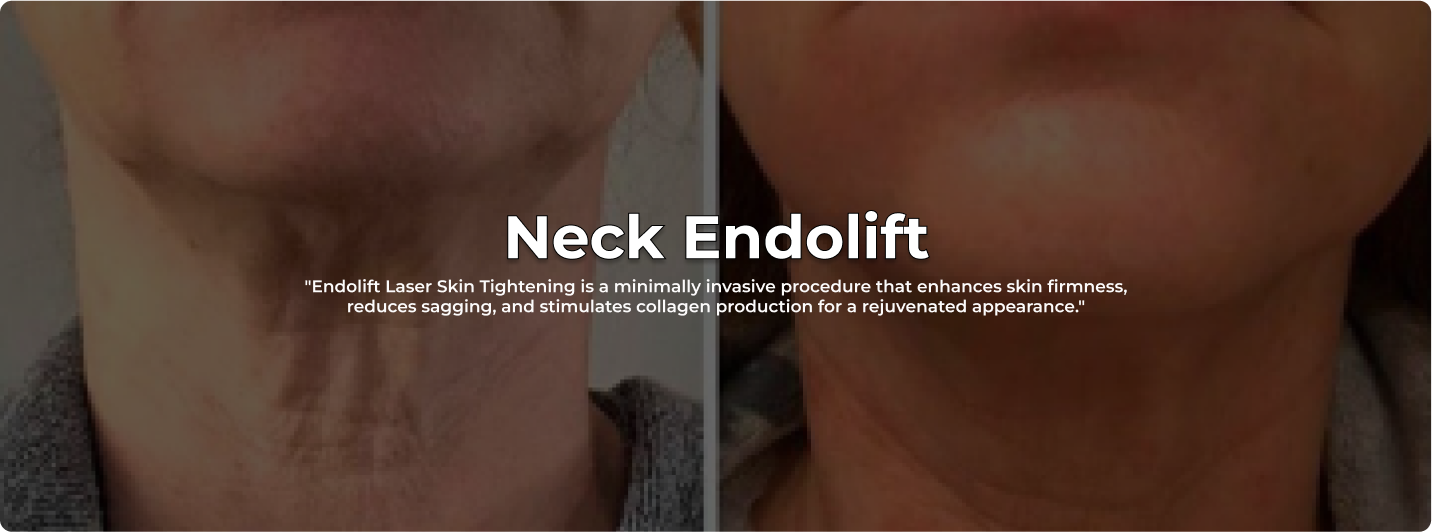 Neck Endolift
"Endolift Laser Skin Tightening is a minimally invasive procedure that enhances skin firmness,
reduces sagging, and stimulates collagen production for a rejuvenated appearance."